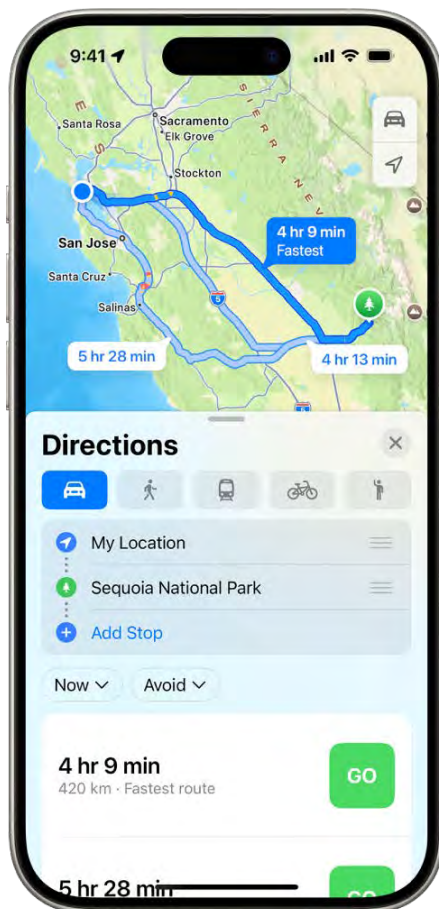 9:41
Santa Rosa
Sacramento
Elk Grove
Stockton
SIERRA NEV
E
S
4 hr 9 min
Fastest
San Jose
Santa Cruz
Salinas
5
5 hr 28 min
4 hr 13 min
5
Directions
My Location
Sequoia National Park
Add Stop
Now
Avoid
4 hr 9 min
420 km · Fastest route
GO
5 hr 28 min
GO